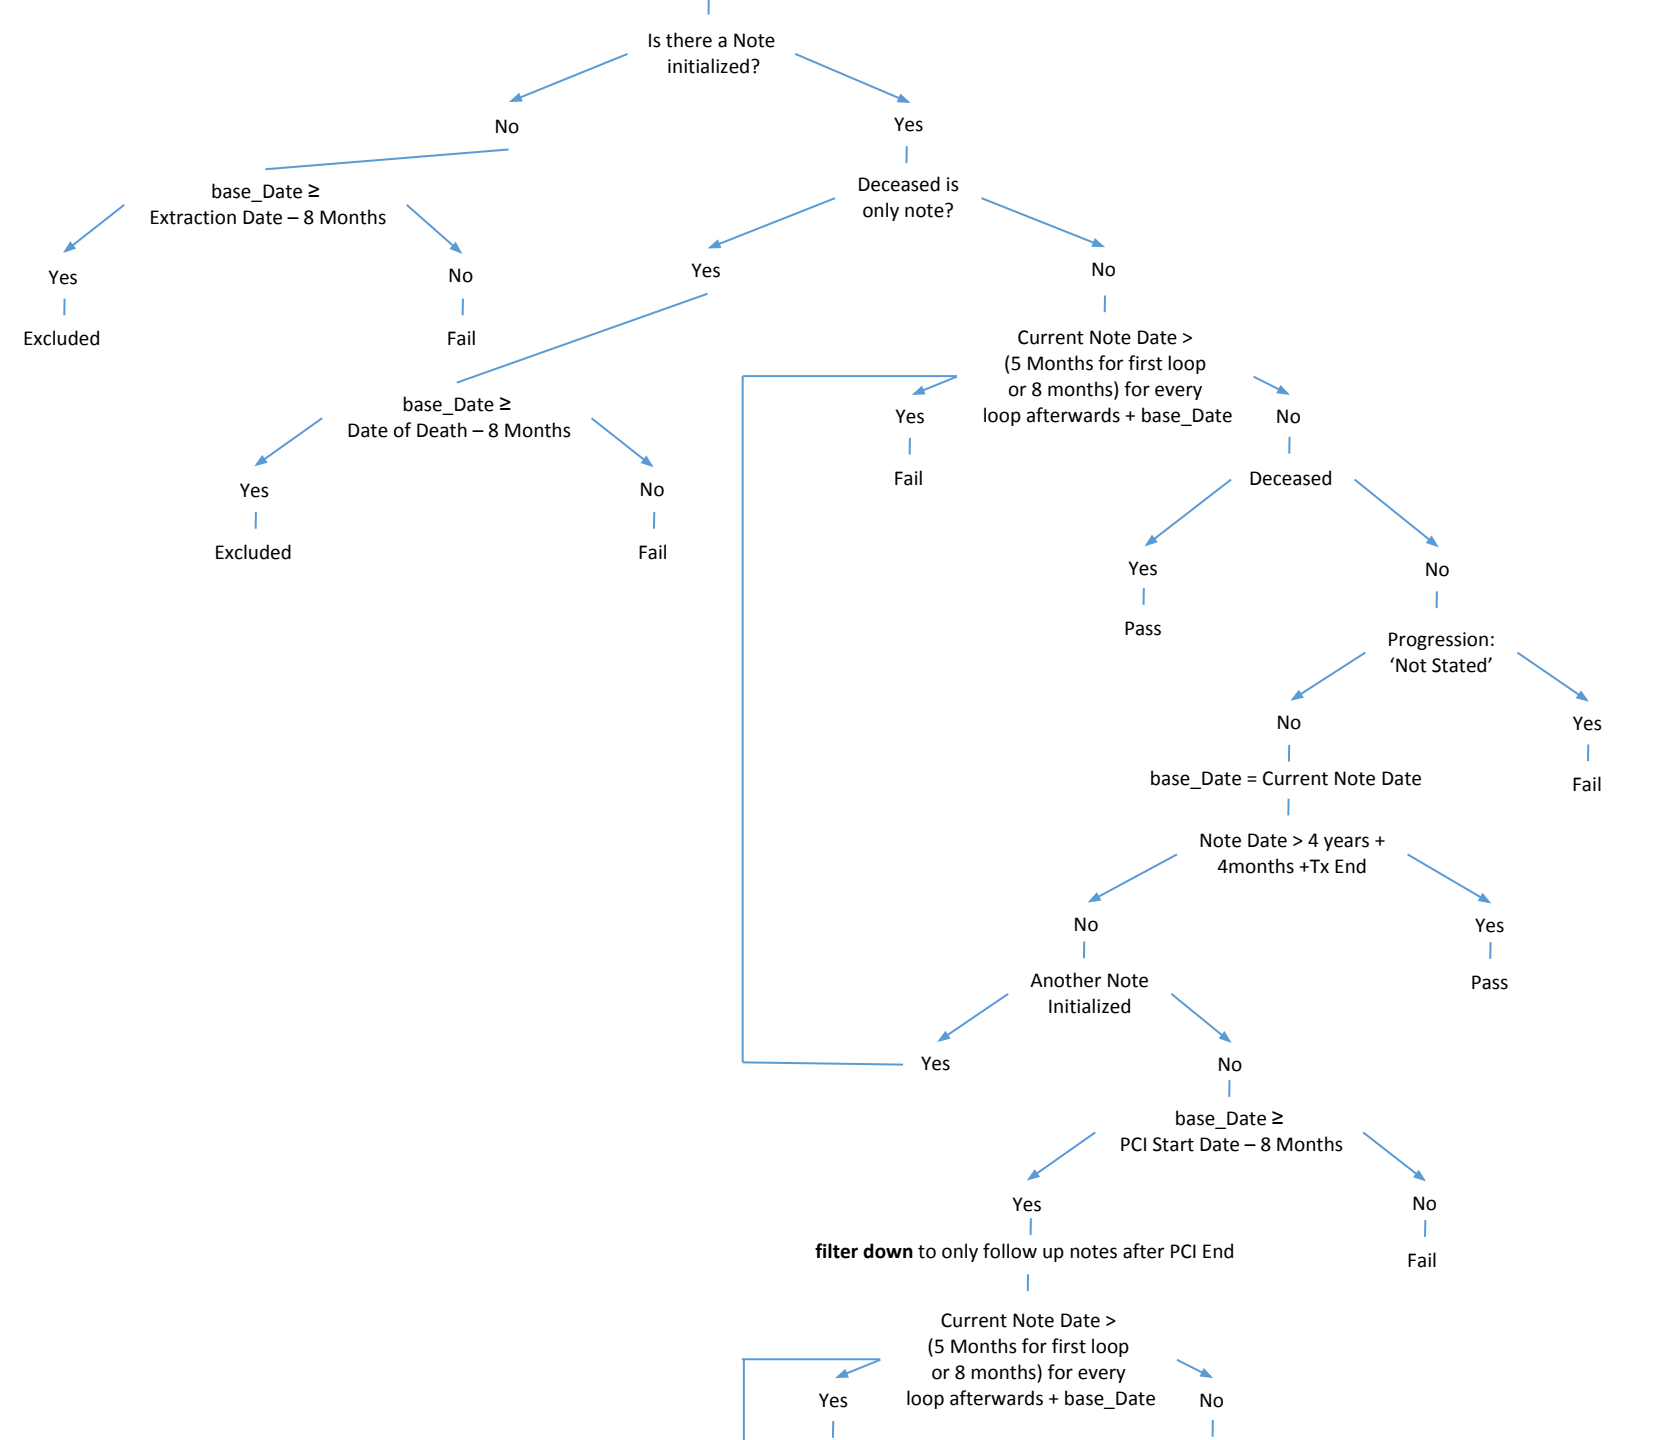 Is there a Note
initialized?
No
Yes
base_Date ≥
Extraction Date – 8 Months
Deceased is
only note?
Yes
No
Yes
No
Excluded
Fail
Current Note Date >
(5 Months for first loop
or 8 months) for every
loop afterwards + base_Date
base_Date ≥
Date of Death – 8 Months
Yes
No
Yes
No
Fail
Deceased
Excluded
Fail
Yes
No
Pass
Progression:
‘Not Stated’
No
Yes
base_Date = Current Note Date
Fail
Note Date > 4 years +
4months +Tx End
No
Yes
Another Note
Initialized
Pass
Yes
No
base_Date ≥
PCI Start Date – 8 Months
Yes
No
filter down to only follow up notes after PCI End
Fail
Current Note Date >
(5 Months for first loop
or 8 months) for every
loop afterwards + base_Date
Yes
No